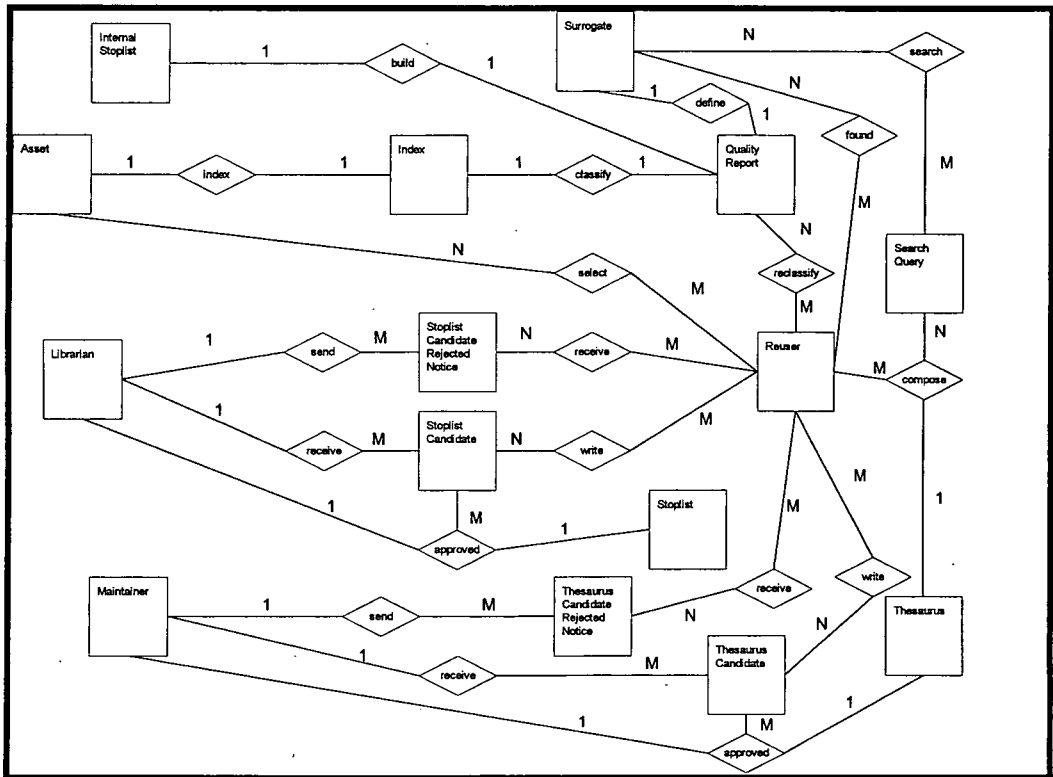 Internal
Stoplist
1
build
1
Surrogate
N
search
1
define
1
N
found
Asset
1
index
1
Index
1
classify
1
Quality
Report
M
M
N
select
M
N
reclassify
M
Search
Query
Librarian
1
send
M
Stoplist
Candidate
Rejected
Notice
N
receive
M
Reuser
M
compose
N
1
receive
M
Stoplist
Candidate
N
write
M
1
approved
M
1
Stoplist
M
M
1
Maintainer
1
send
M
Thesaurus
Candidate
Rejected
Notice
N
receive
write
N
Thesaurus
1
receive
M
Thesaurus
Candidate
1
M
approved
1